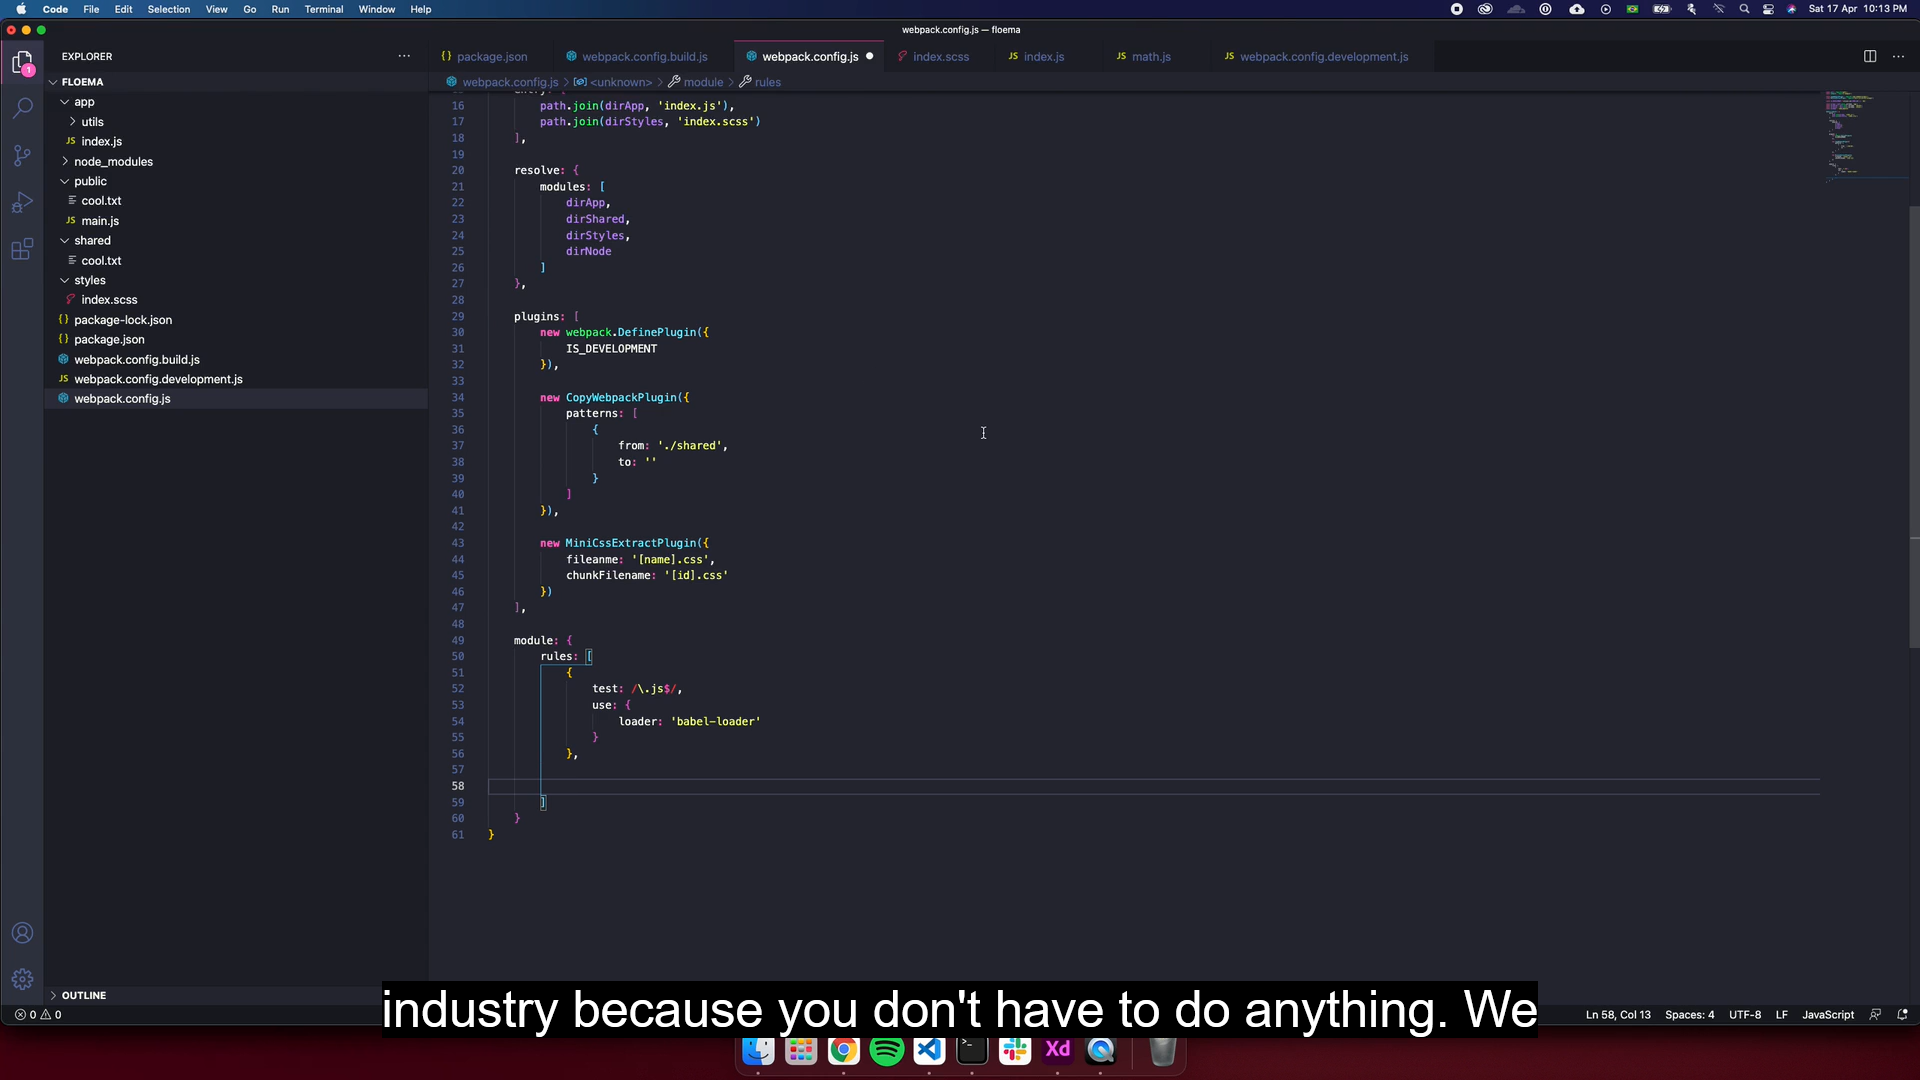 Code File Edit Selection View Go Run Terminal Window Help
Sat 17 Apr 10:13 PM
webpack.config.js — floema
EXPLORER
FLOEMA
app
utils
JS index.js
node_modules
public
cool.txt
JS main.js
shared
cool.txt
styles
index.scss
{} package-lock.json
{} package.json
webpack.config.build.js
JS webpack.config.development.js
webpack.config.js
OUTLINE
{} package.json webpack.config.build.js webpack.config.js index.scss JS index.js JS math.js JS webpack.config.development.js
webpack.config.js > <unknown> > module > rules
16 path.join(dirApp, 'index.js'),
17 path.join(dirStyles, 'index.scss')
18 ],
19
20 resolve: {
21 modules: [
22 dirApp,
23 dirShared,
24 dirStyles,
25 dirNode
26 ]
27 },
28
29 plugins: [
30 new webpack.DefinePlugin({
31 IS_DEVELOPMENT
32 }),
33
34 new CopyWebpackPlugin({
35 patterns: [
36 {
37 from: './shared',
38 to: ''
39 }
40 ]
41 }),
42
43 new MiniCssExtractPlugin({
44 fileanme: '[name].css',
45 chunkFilename: '[id].css'
46 })
47 ],
48
49 module: {
50 rules: [
51 {
52 test: /\.js$/,
53 use: {
54 loader: 'babel-loader'
55 }
56 },
57
58
59 ]
60 }
61 }
industry because you don't have to do anything. We
0 0
Ln 58, Col 13 Spaces: 4 UTF-8 LF JavaScript
Xd